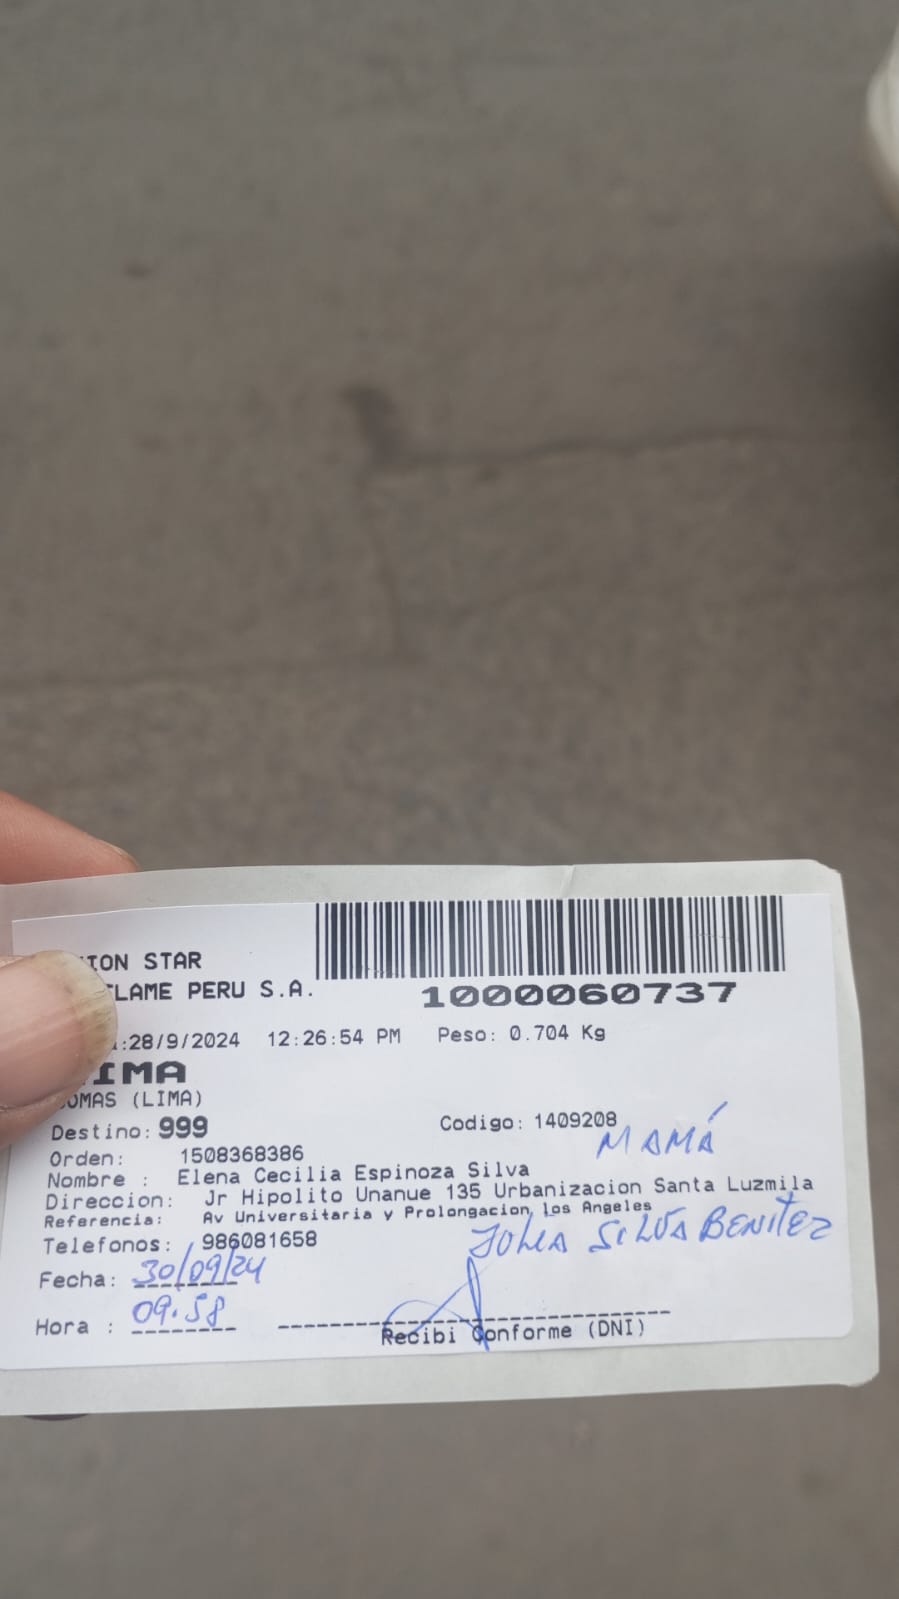 ION STAR
LAME PERU S.A.
1000060737
:28/9/2024 12:26:54 PM Peso: 0.704 Kg
IMA
OMAS (LIMA)
Destino: 999 Codigo: 1409208
MAMÁ
Orden: 1508368386
Nombre : Elena Cecilia Espinoza Silva
Direccion: Jr Hipolito Unanue 135 Urbanizacion Santa Luzmila
Referencia: Av Universitaria y Prolongacion los Angeles
Telefonos: 986081658
SILVA BENITEZ
Fecha: 30/09/24
Hora : 09.58
Recibi Conforme (DNI)